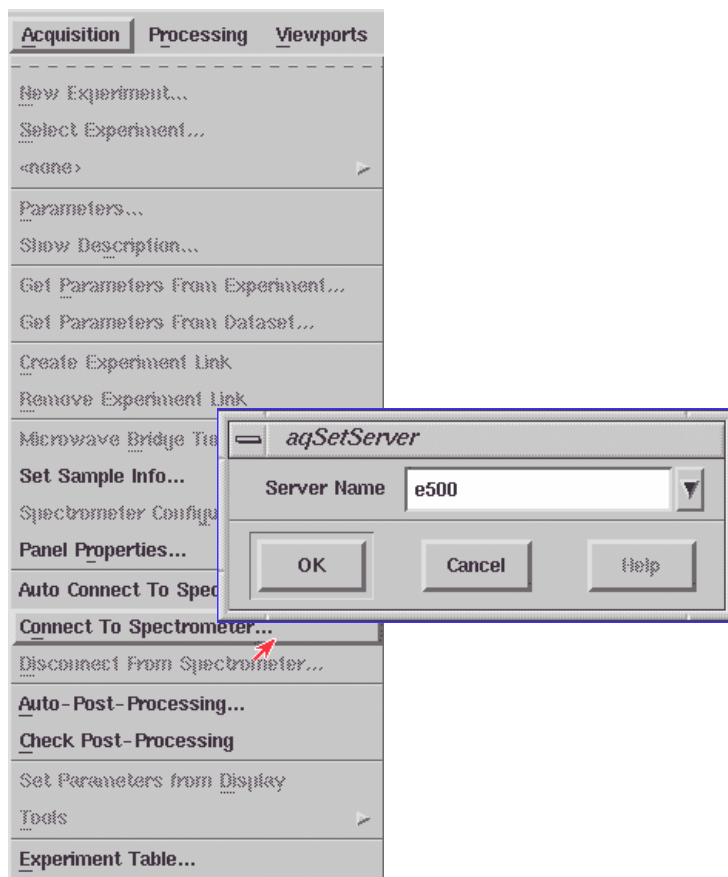 Acquisition Processing Viewports
New Experiment...
Select Experiment...
<none>
Parameters...
Show Description...
Get Parameters From Experiment...
Get Parameters From Dataset...
Create Experiment Link
Remove Experiment Link
Microwave Bridge Tu
Set Sample Info...
Spectrometer Configu
Panel Properties...
Auto Connect To Spec
Connect To Spectrometer...
Disconnect From Spectrometer...
Auto-Post-Processing...
Check Post-Processing
Set Parameters from Display
Tools
Experiment Table...
aqSetServer
Server Name e500
OK Cancel Help